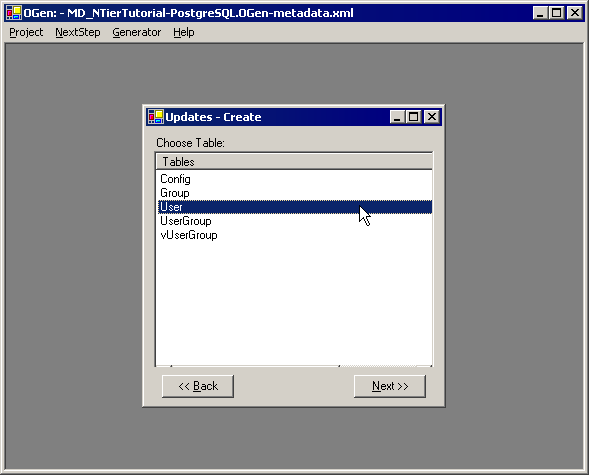 OGen: - MD_NTierTutorial-PostgreSQL.OGen-metadata.xml
Project NextStep Generator Help
Updates - Create
Choose Table:
Tables
Config
Group
User
UserGroup
vUserGroup
<< Back Next >>